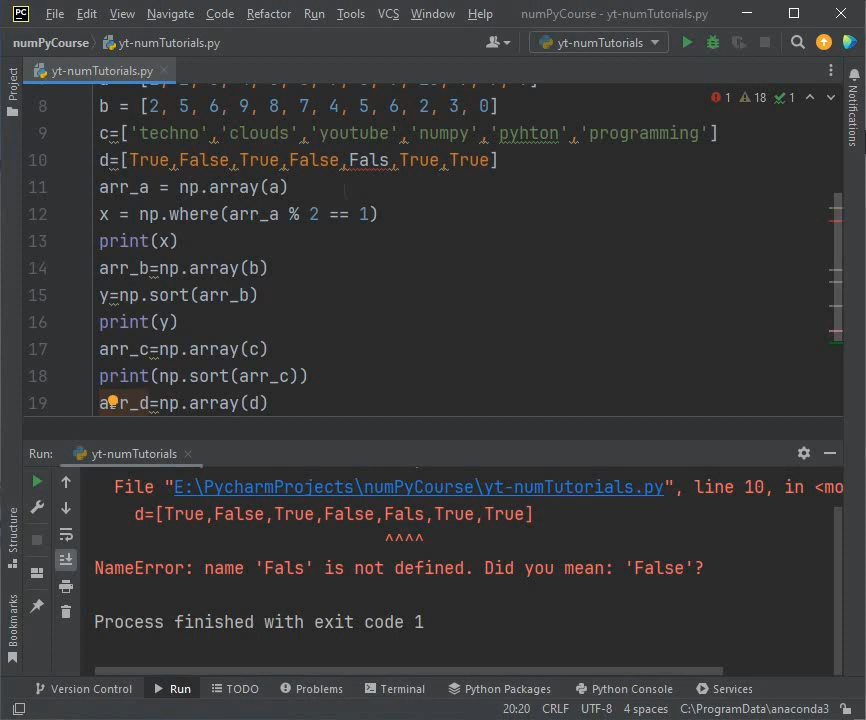 PC File Edit View Navigate Code Refactor Run Tools VCS Window Help numPyCourse - yt-numTutorials.py
numPyCourse yt-numTutorials.py yt-numTutorials
Project
yt-numTutorials.py
Notifications
1 18 1
8 b = [2, 5, 6, 9, 8, 7, 4, 5, 6, 2, 3, 0]
9 c=['techno','clouds','youtube','numpy','pyhton','programming']
10 d=[True,False,True,False,Fals,True,True]
11 arr_a = np.array(a)
12 x = np.where(arr_a % 2 == 1)
13 print(x)
14 arr_b=np.array(b)
15 y=np.sort(arr_b)
16 print(y)
17 arr_c=np.array(c)
18 print(np.sort(arr_c))
19 arr_d=np.array(d)
Run: yt-numTutorials
File "E:\PycharmProjects\numPyCourse\yt-numTutorials.py", line 10, in <mo
d=[True,False,True,False,Fals,True,True]
^^^^
NameError: name 'Fals' is not defined. Did you mean: 'False'?
Process finished with exit code 1
Structure
Bookmarks
Version Control Run TODO Problems Terminal Python Packages Python Console Services
20:20 CRLF UTF-8 4 spaces C:\ProgramData\anaconda3